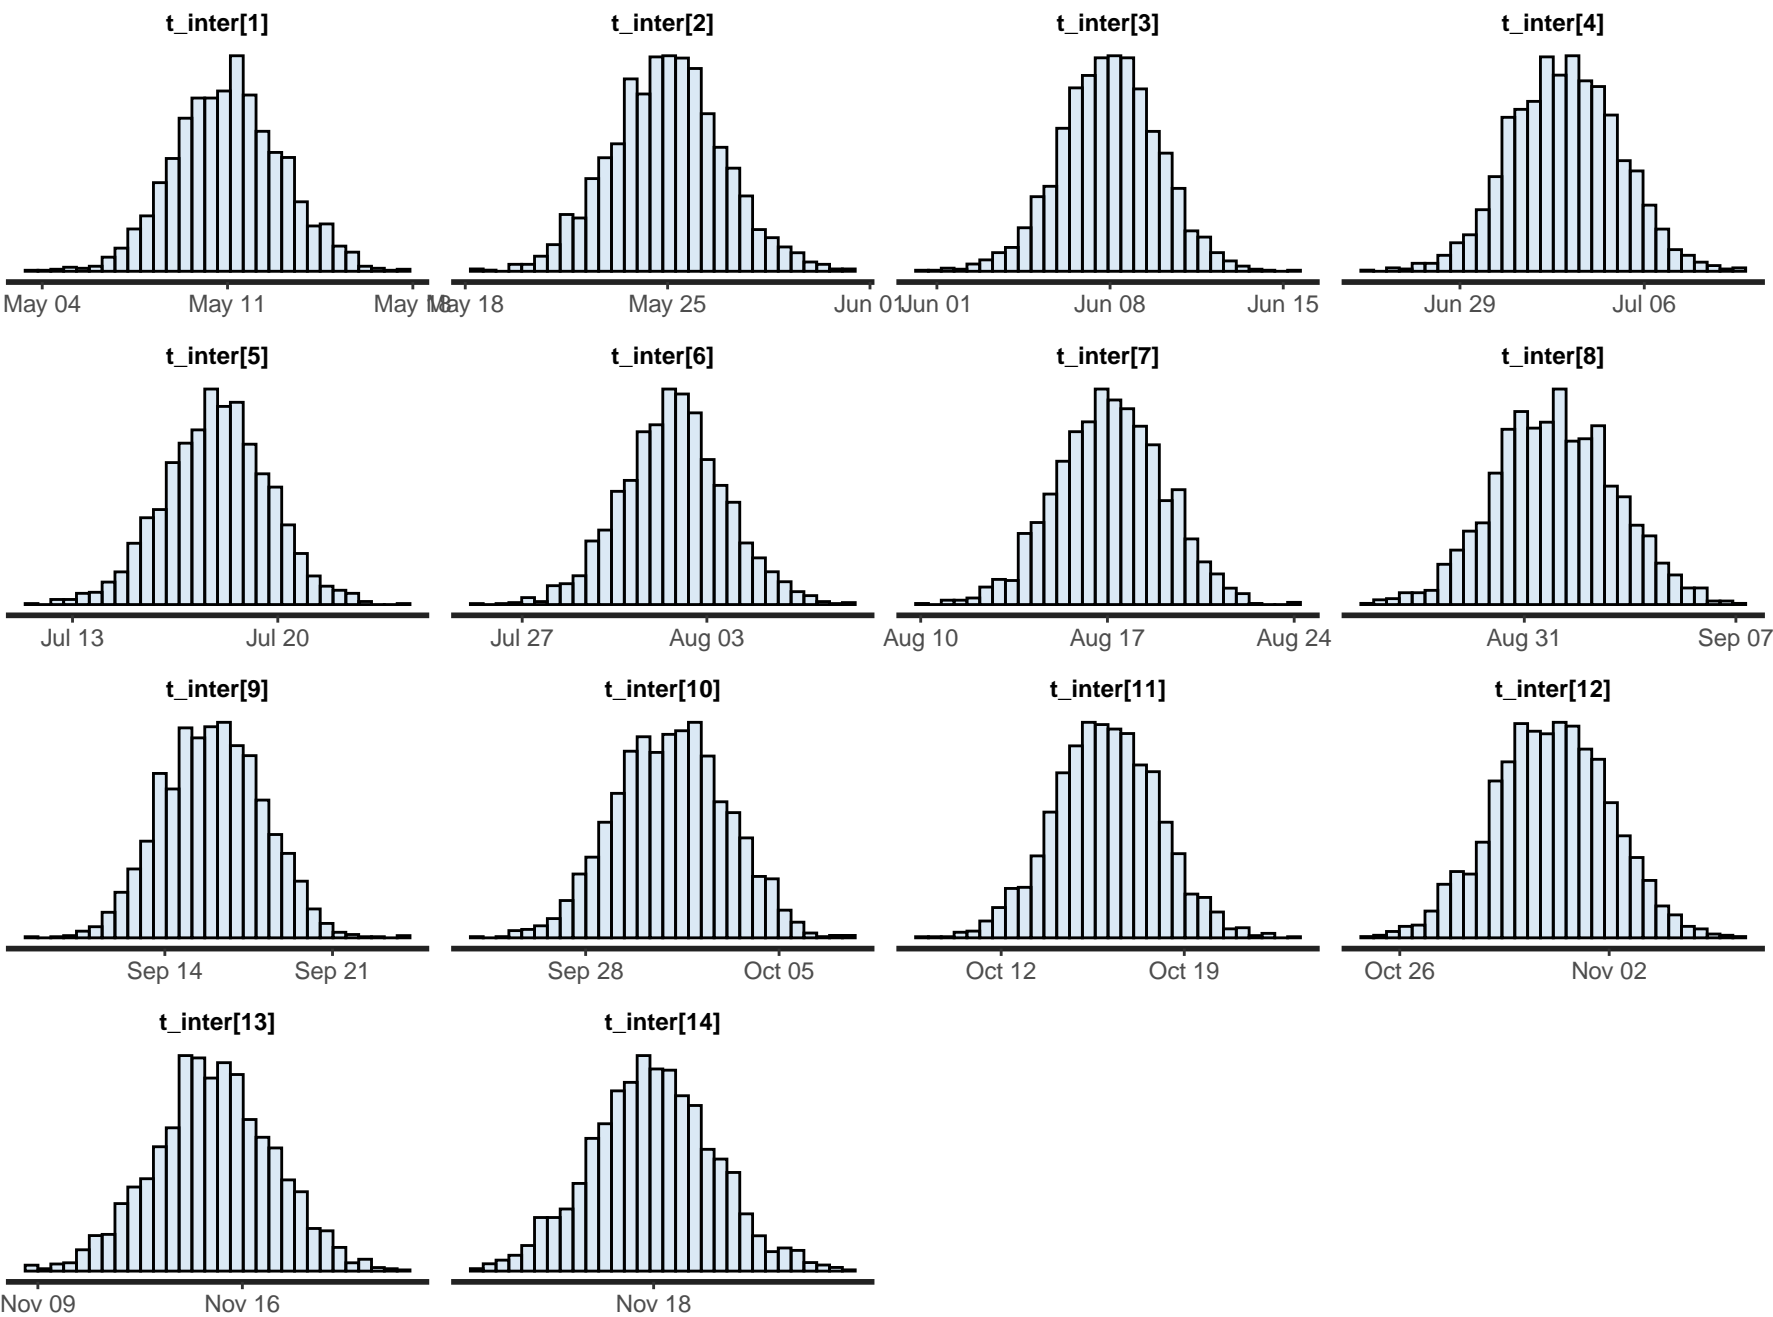 t_inter[1] t_inter[2] t_inter[3] t_inter[4]
May 04 May 11 May 18 May 18 May 25 Jun 01 Jun 01 Jun 08 Jun 15 Jun 29 Jul 06
t_inter[5] t_inter[6] t_inter[7] t_inter[8]
Jul 13 Jul 20 Jul 27 Aug 03 Aug 10 Aug 17 Aug 24 Aug 31 Sep 07
t_inter[9] t_inter[10] t_inter[11] t_inter[12]
Sep 14 Sep 21 Sep 28 Oct 05 Oct 12 Oct 19 Oct 26 Nov 02
t_inter[13] t_inter[14]
Nov 09 Nov 16 Nov 18